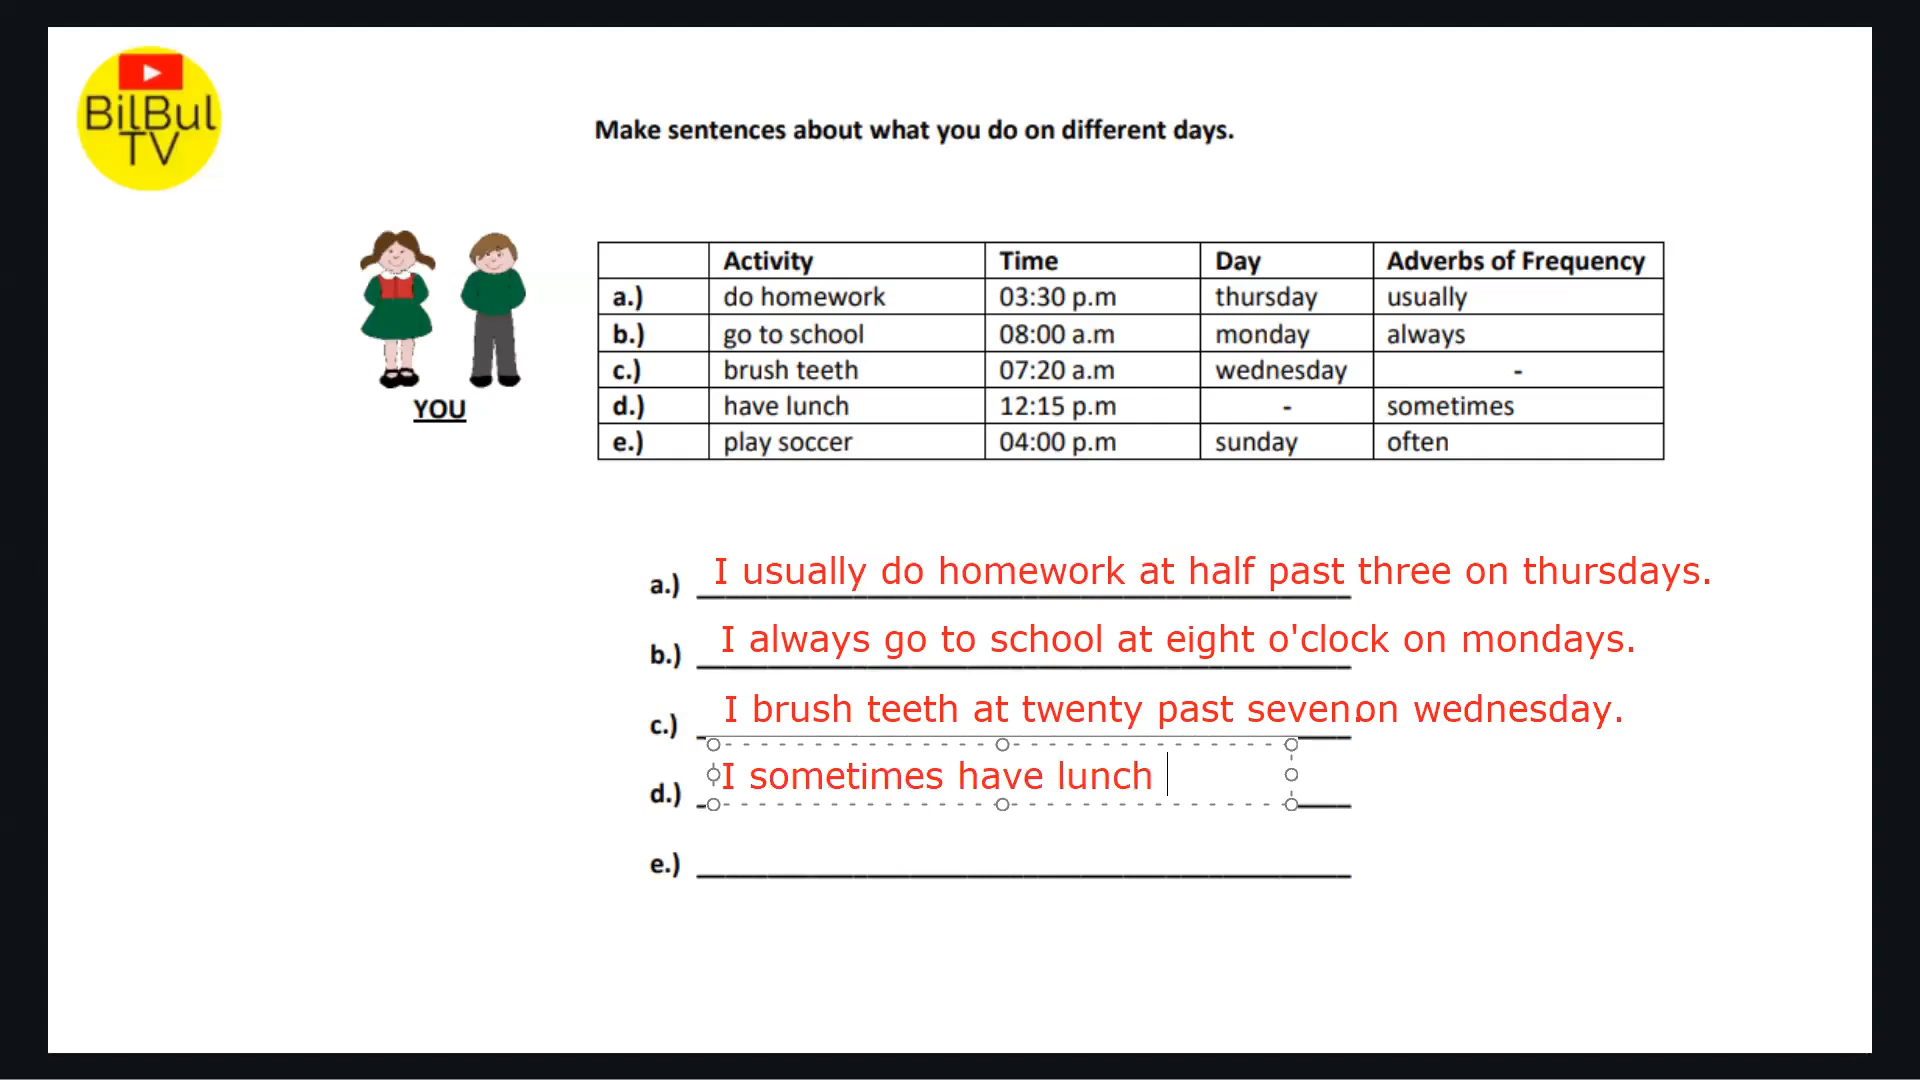 BilBul
TV
Make sentences about what you do on different days.
Activity Time Day Adverbs of Frequency
a.) do homework 03:30 p.m thursday usually
b.) go to school 08:00 a.m monday always
c.) brush teeth 07:20 a.m wednesday -
d.) have lunch 12:15 p.m - sometimes
e.) play soccer 04:00 p.m sunday often
YOU
a.) I usually do homework at half past three on thursdays.
b.) I always go to school at eight o'clock on mondays.
c.) I brush teeth at twenty past seven.on wednesday.
d.) I sometimes have lunch
e.)